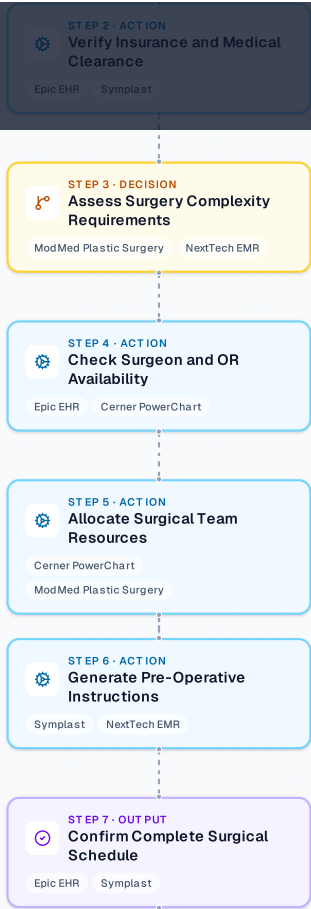 STEP 2 · ACTION
Verify Insurance and Medical
Clearance
Epic EHR Symplast
STEP 3 · DECISION
Assess Surgery Complexity
Requirements
ModMed Plastic Surgery NextTech EMR
STEP 4 · ACTION
Check Surgeon and OR
Availability
Epic EHR Cerner PowerChart
STEP 5 · ACTION
Allocate Surgical Team
Resources
Cerner PowerChart
ModMed Plastic Surgery
STEP 6 · ACTION
Generate Pre-Operative
Instructions
Symplast NextTech EMR
STEP 7 · OUTPUT
Confirm Complete Surgical
Schedule
Epic EHR Symplast